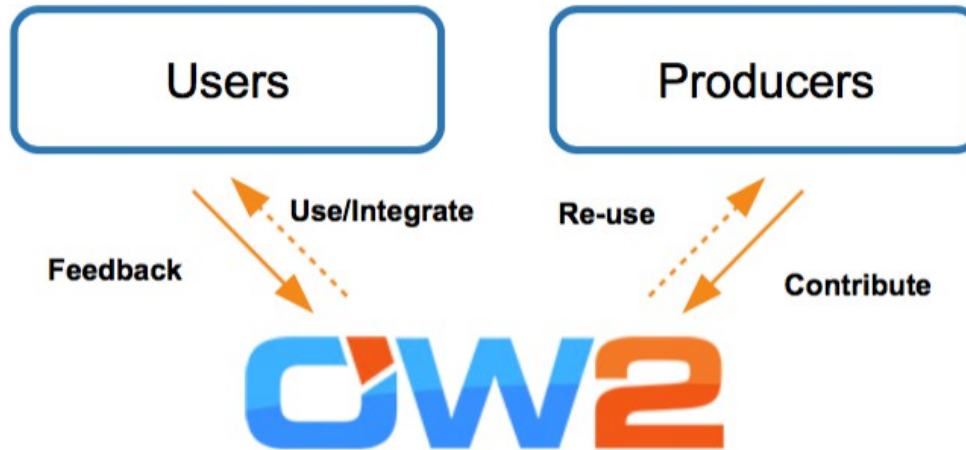 Users
Producers
Use/Integrate
Re-use
Feedback
Contribute
OW2